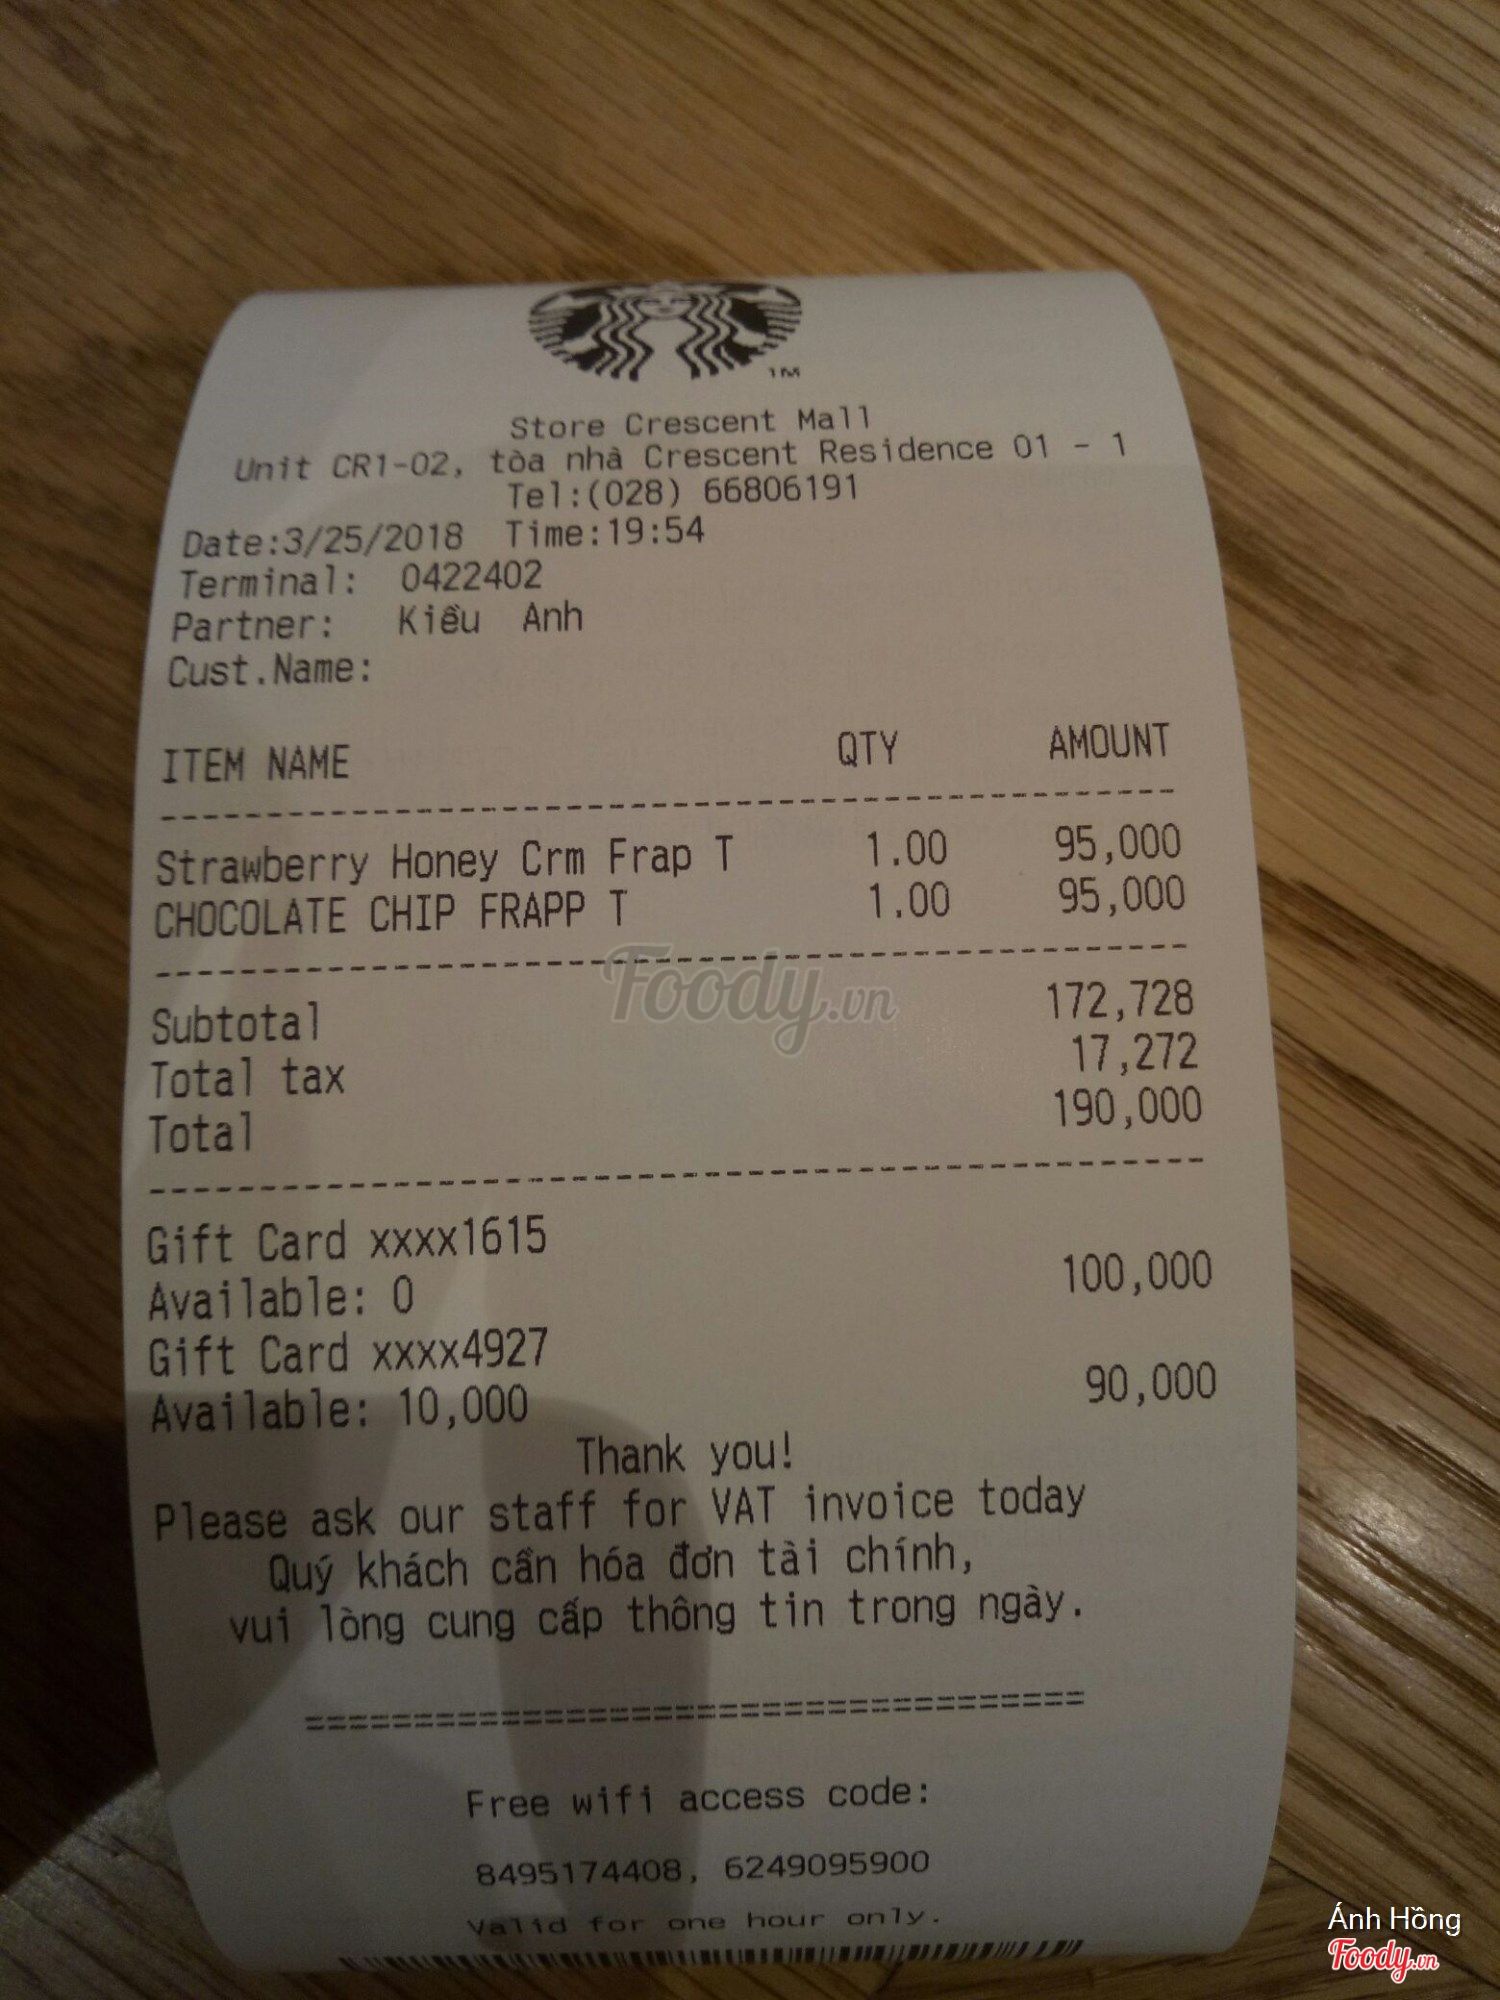 TM
Store Crescent Mall
Unit CR1-02, tòa nhà Crescent Residence 01 - 1
Tel:(028) 66806191
Date:3/25/2018 Time:19:54
Terminal: 0422402
Partner: Kiều Anh
Cust.Name:
ITEM NAME QTY AMOUNT
Strawberry Honey Crm Frap T 1.00 95,000
CHOCOLATE CHIP FRAPP T 1.00 95,000
Foody.vn
Subtotal 172,728
Total tax 17,272
Total 190,000
Gift Card xxxx1615
Available: 0 100,000
Gift Card xxxx4927
Available: 10,000 90,000
Thank you!
Please ask our staff for VAT invoice today
Quý khách cần hóa đơn tài chính,
vui lòng cung cấp thông tin trong ngày.
Free wifi access code:
8495174408, 6249095900
Valid for one hour only.
Ánh Hồng
Foody.vn